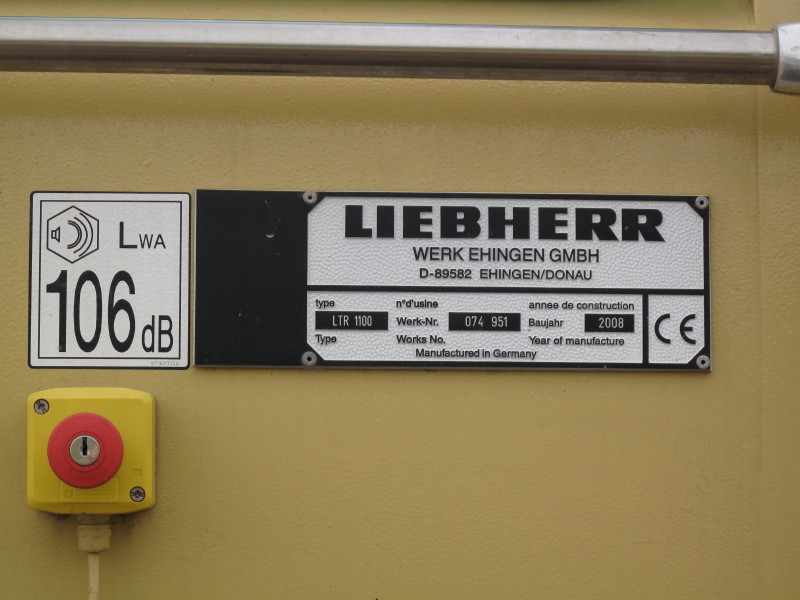 LWA
106 dB
LIEBHERR
WERK EHINGEN GMBH
D-89582 EHINGEN/DONAU
type n°d'usine annee de construction
LTR 1100 Werk-Nr. 074 951 Baujahr 2008
Type Works No. Year of manufacture
Manufactured in Germany
CE